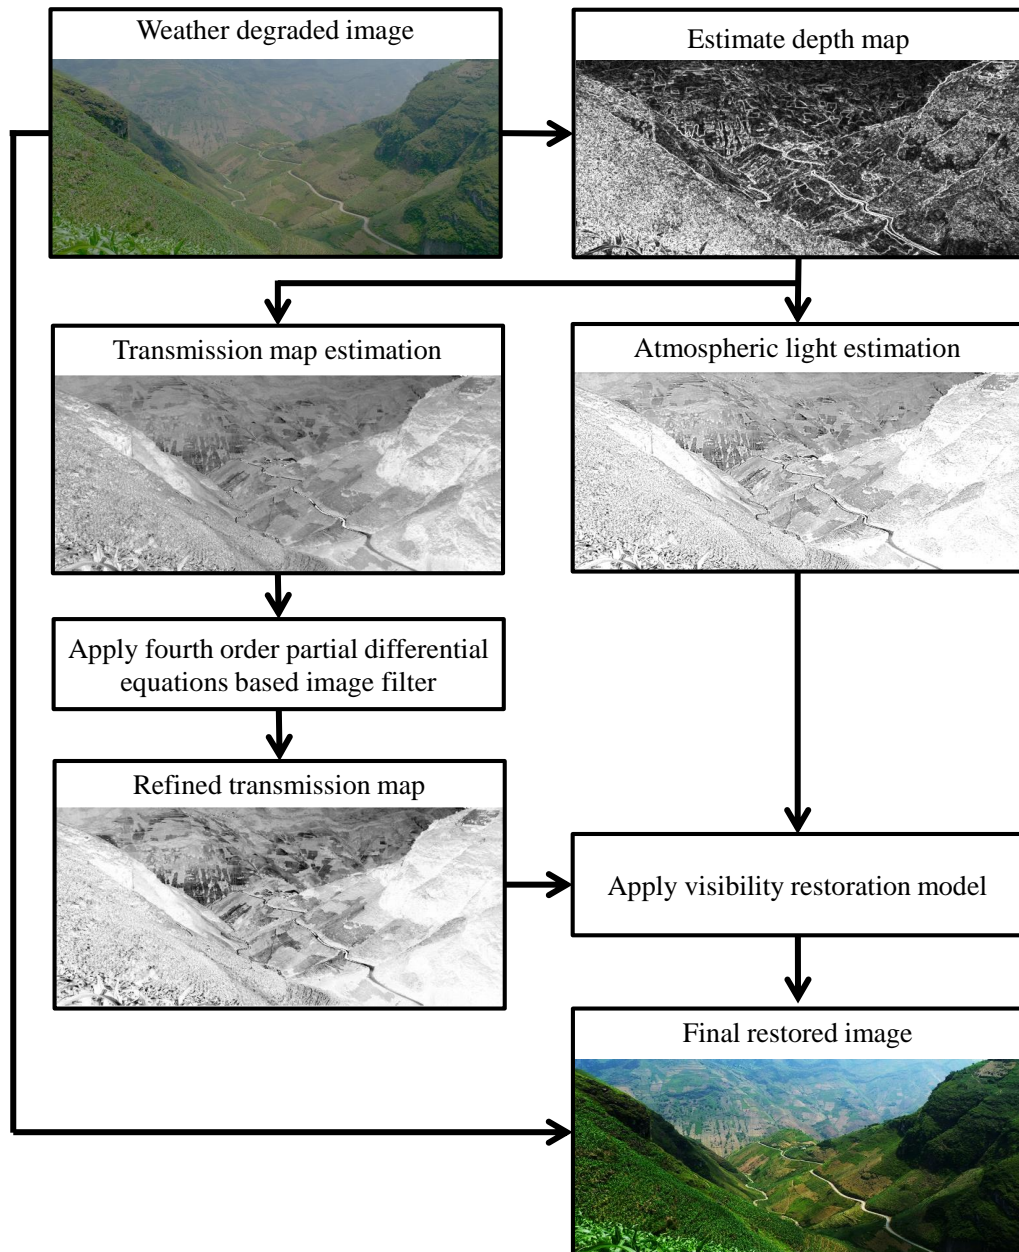 Weather degraded image
Estimate depth map
Transmission map estimation
Atmospheric light estimation
Apply fourth order partial differential
equations based image filter
Refined transmission map
Apply visibility restoration model
Final restored image